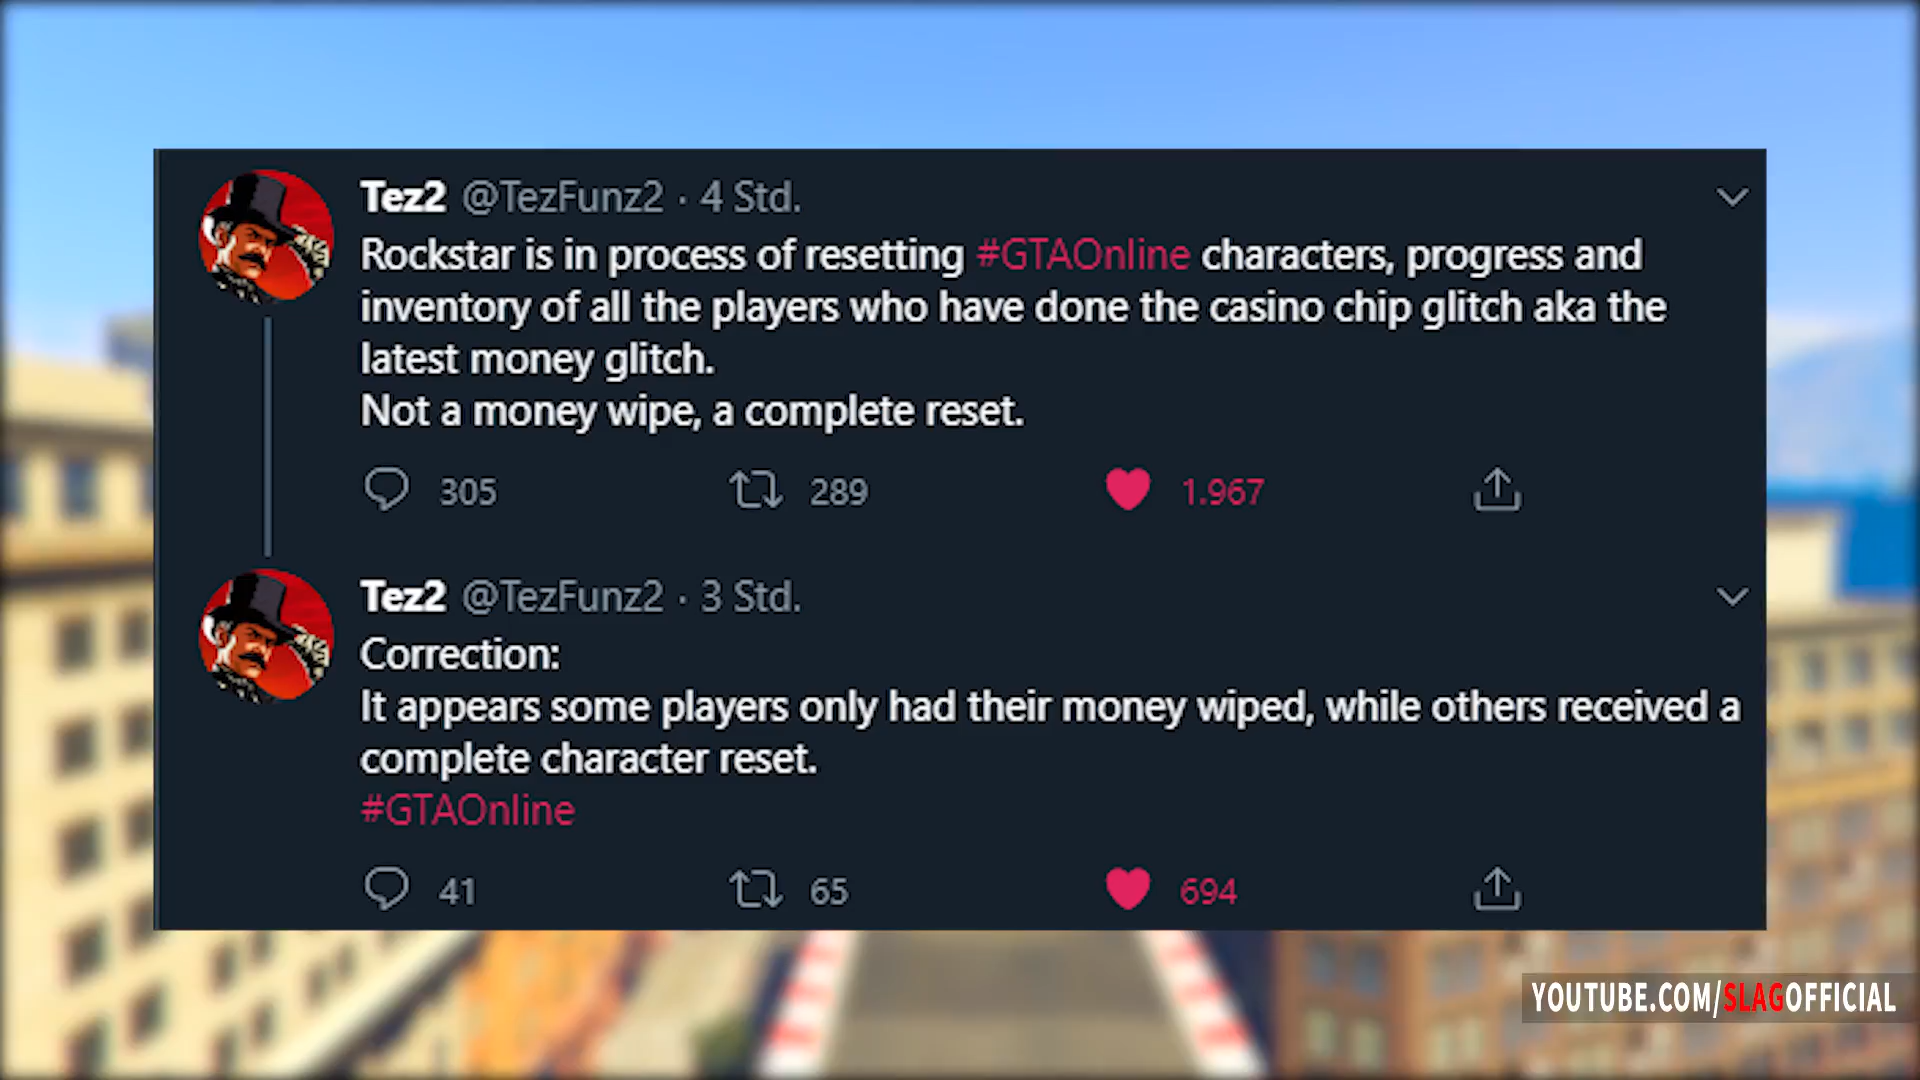 Tez2 @TezFunz2 · 4 Std.
Rockstar is in process of resetting #GTAOnline characters, progress and
inventory of all the players who have done the casino chip glitch aka the
latest money glitch.
Not a money wipe, a complete reset.
305 289 1.967
Tez2 @TezFunz2 · 3 Std.
Correction:
It appears some players only had their money wiped, while others received a
complete character reset.
#GTAOnline
41 65 694
YOUTUBE.COM/SLAGOFFICIAL